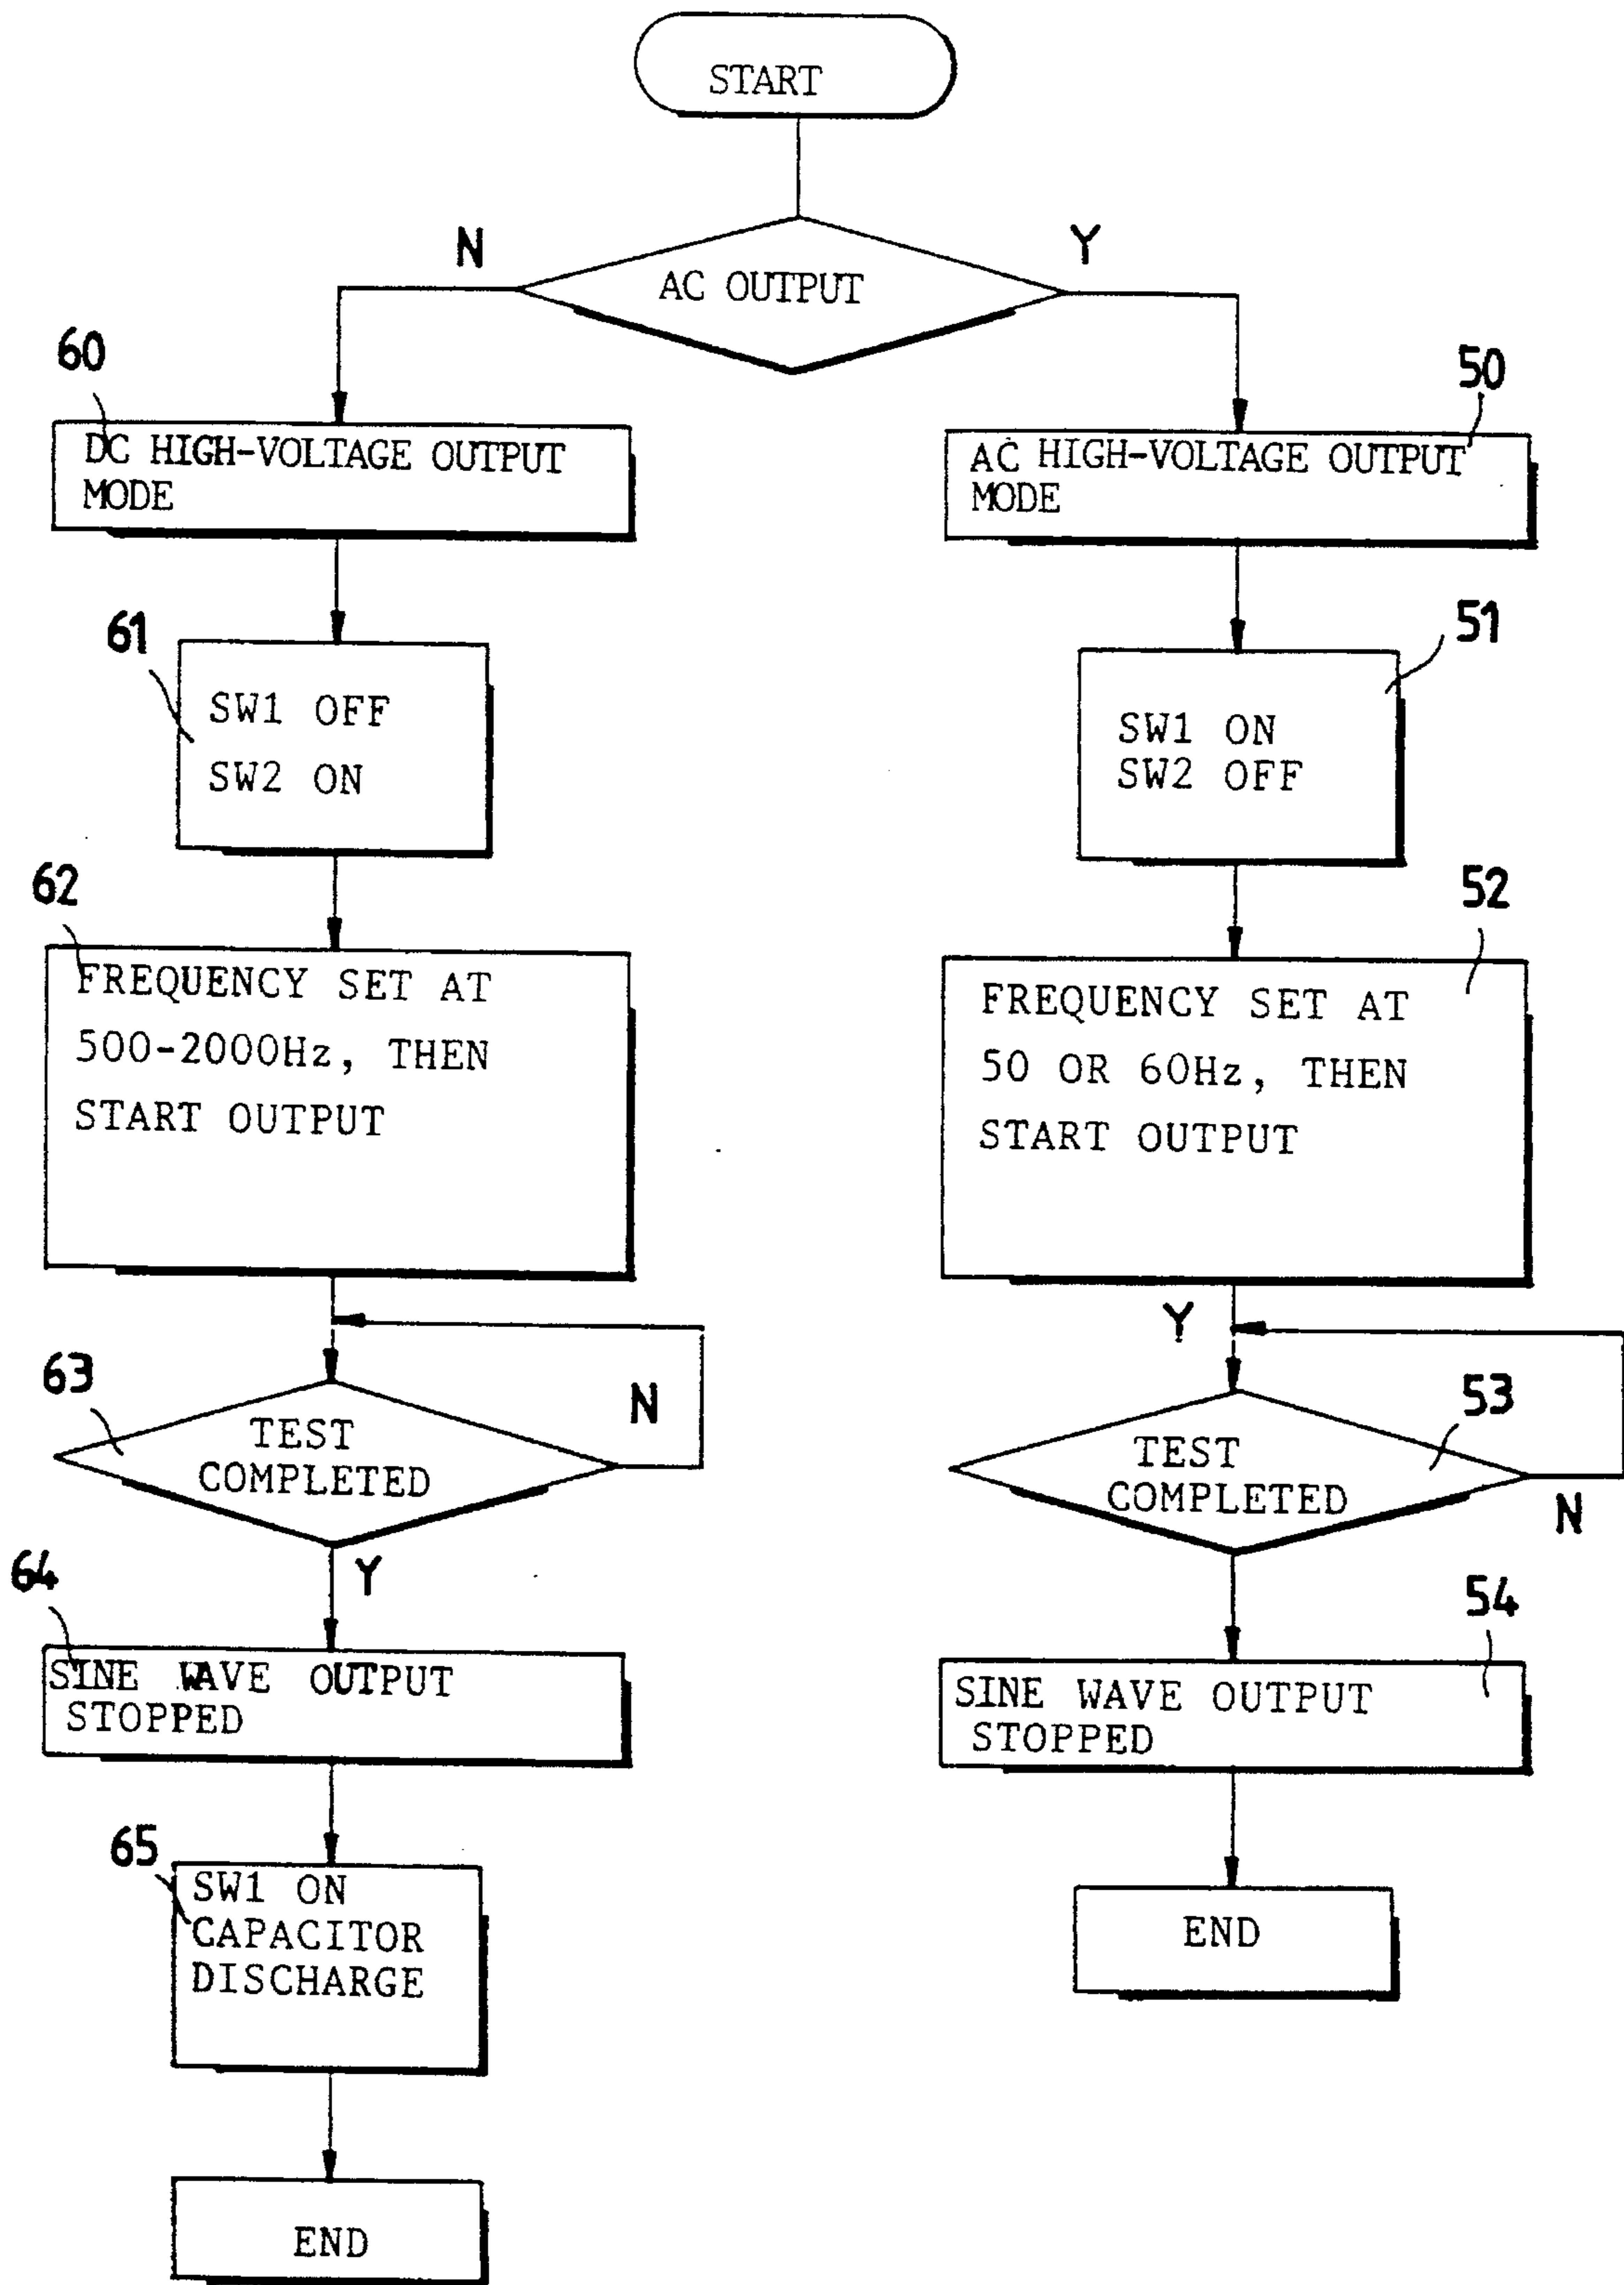 START
N
Y
AC OUTPUT
60
DC HIGH-VOLTAGE OUTPUT
MODE
61
SW1 OFF
SW2 ON
62
FREQUENCY SET AT
500-2000Hz, THEN
START OUTPUT
63
TEST
COMPLETED
N
Y
64
SINE WAVE OUTPUT
STOPPED
65
SW1 ON
CAPACITOR
DISCHARGE
END
50
AC HIGH-VOLTAGE OUTPUT
MODE
51
SW1 ON
SW2 OFF
52
FREQUENCY SET AT
50 OR 60Hz, THEN
START OUTPUT
Y
53
TEST
COMPLETED
N
54
SINE WAVE OUTPUT
STOPPED
END